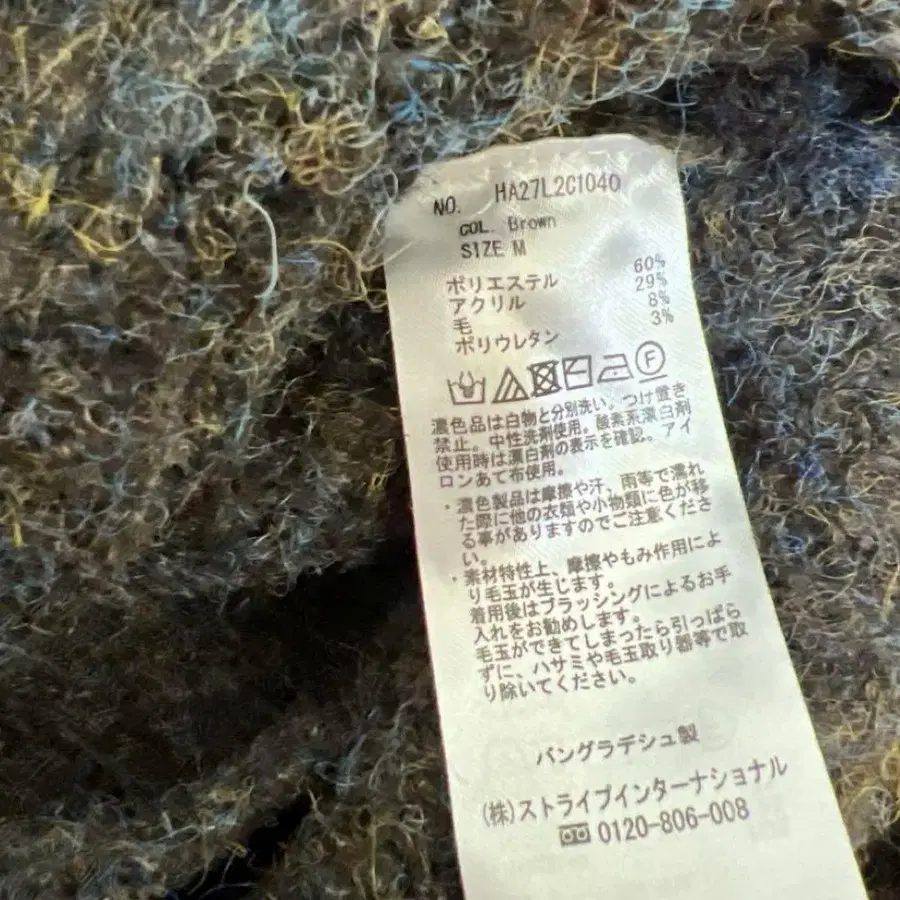 NO. HA27L2C1040
COL. Brown
SIZE M
ポリエステル 60%
アクリル 29%
毛 8%
ポリウレタン 3%
F
濃色品は白物と分別洗い。つけ置き
禁止。中性洗剤使用。酸素系漂白剤
使用時は漂白剤の表示を確認。アイ
ロンあて布使用。
・濃色製品は摩擦や汗、雨等で濡れ
た際に他の衣類や小物類に色が移
る事がありますのでご注意くださ
い。
・素材特性上、摩擦やもみ作用によ
り毛玉が生じます。
着用後はブラッシングによるお手
入れをお勧めします。
毛玉ができてしまったら引っぱら
ずに、ハサミや毛玉取り器等で取
り除いてください。
バングラデシュ製
(株)ストライプインターナショナル
0120-806-008